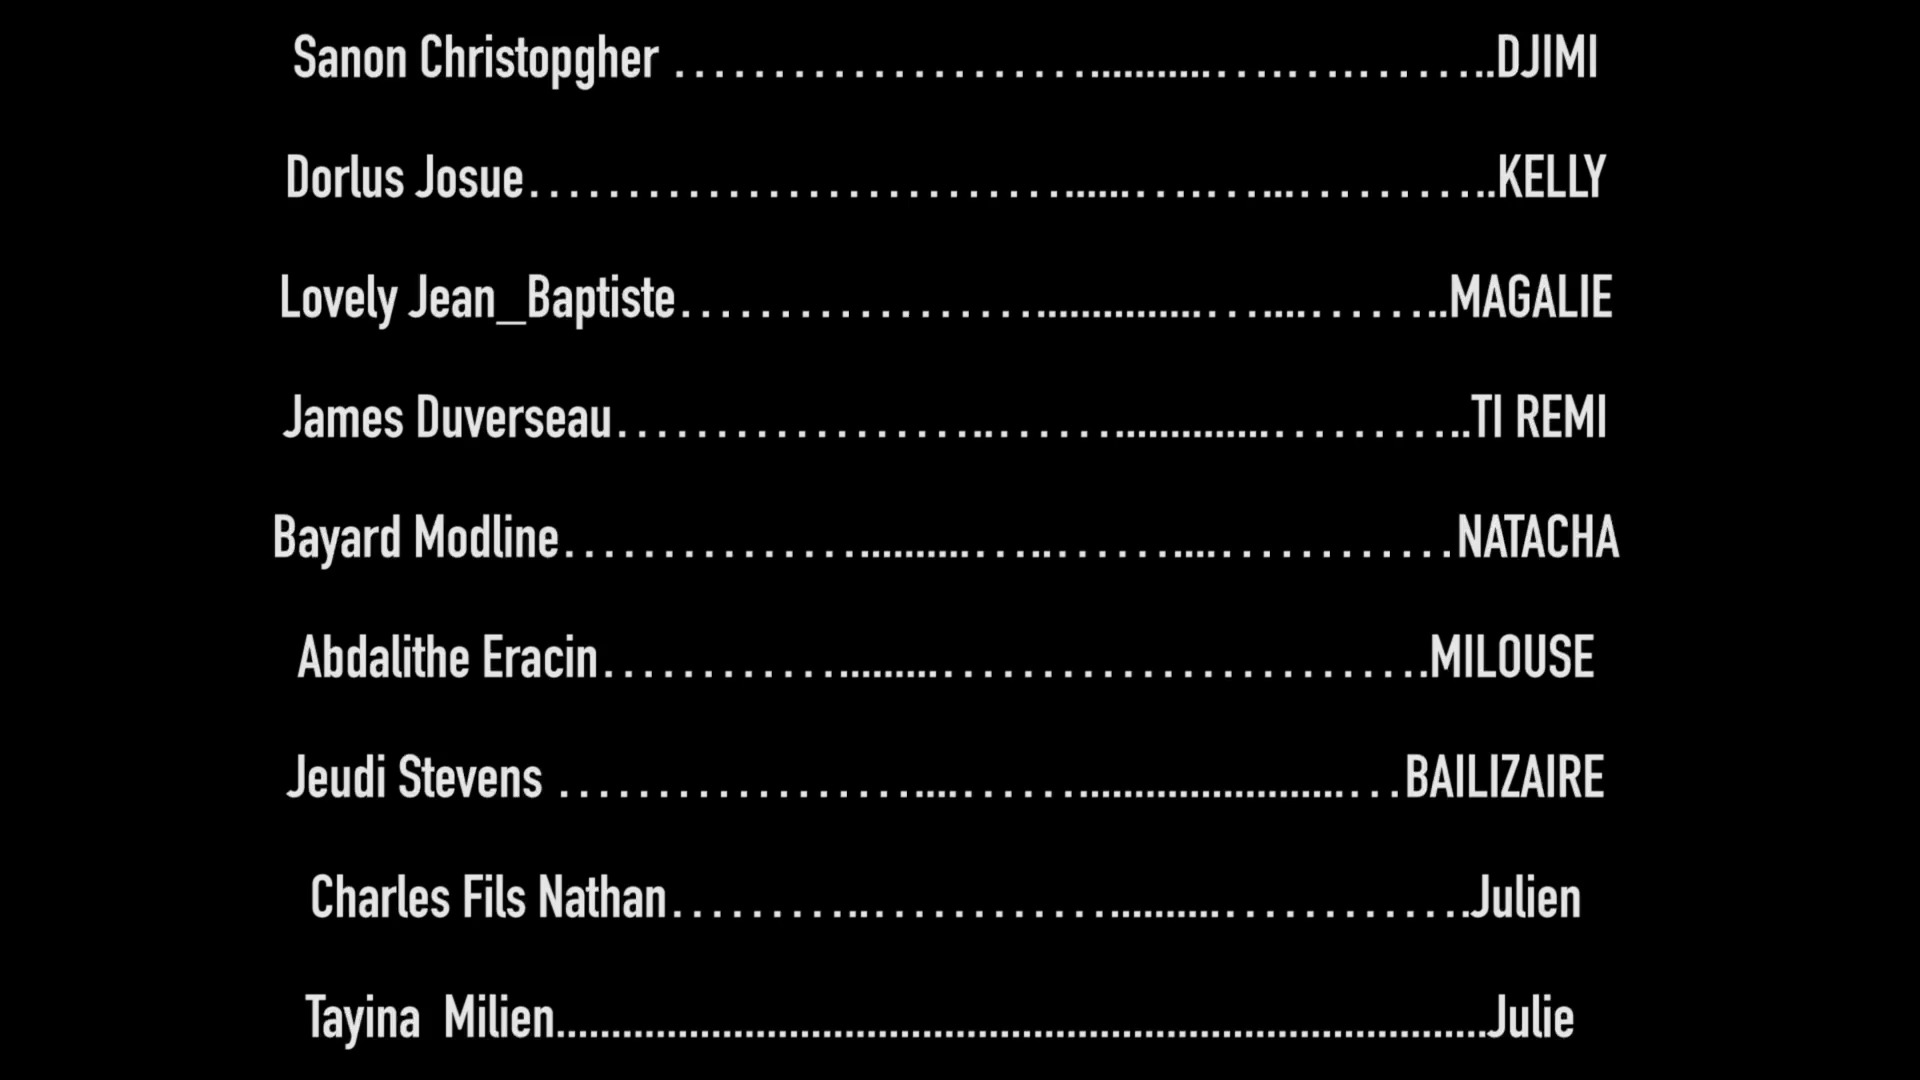 Sanon Christopgher ..............................................DJIMI
Dorlus Josue..............................................KELLY
Lovely Jean_Baptiste..............................................MAGALIE
James Duverseau..............................................TI REMI
Bayard Modline..............................................NATACHA
Abdalithe Eracin..............................................MILOUSE
Jeudi Stevens ..............................................BAILIZAIRE
Charles Fils Nathan..............................................Julien
Tayina  Milien..............................................Julie